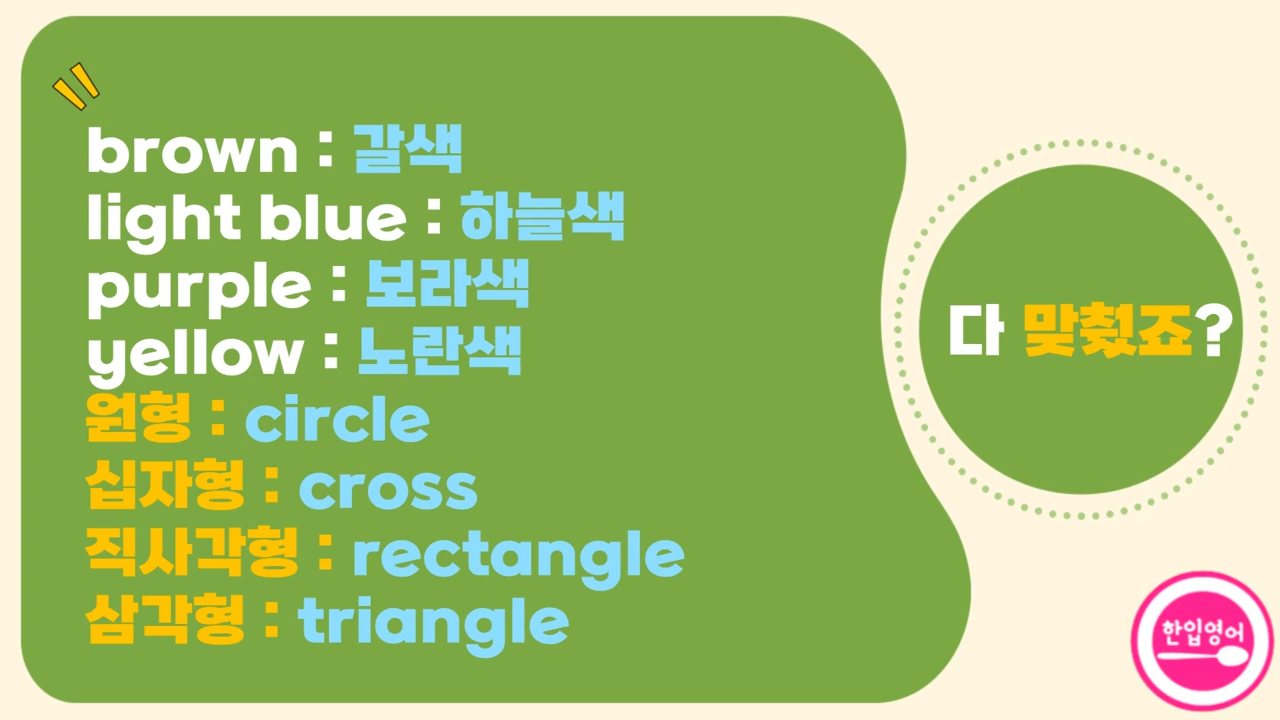 brown : 갈색
light blue : 하늘색
purple : 보라색
yellow : 노란색
원형 : circle
십자형 : cross
직사각형 : rectangle
삼각형 : triangle
다 맞췄죠?
한입영어